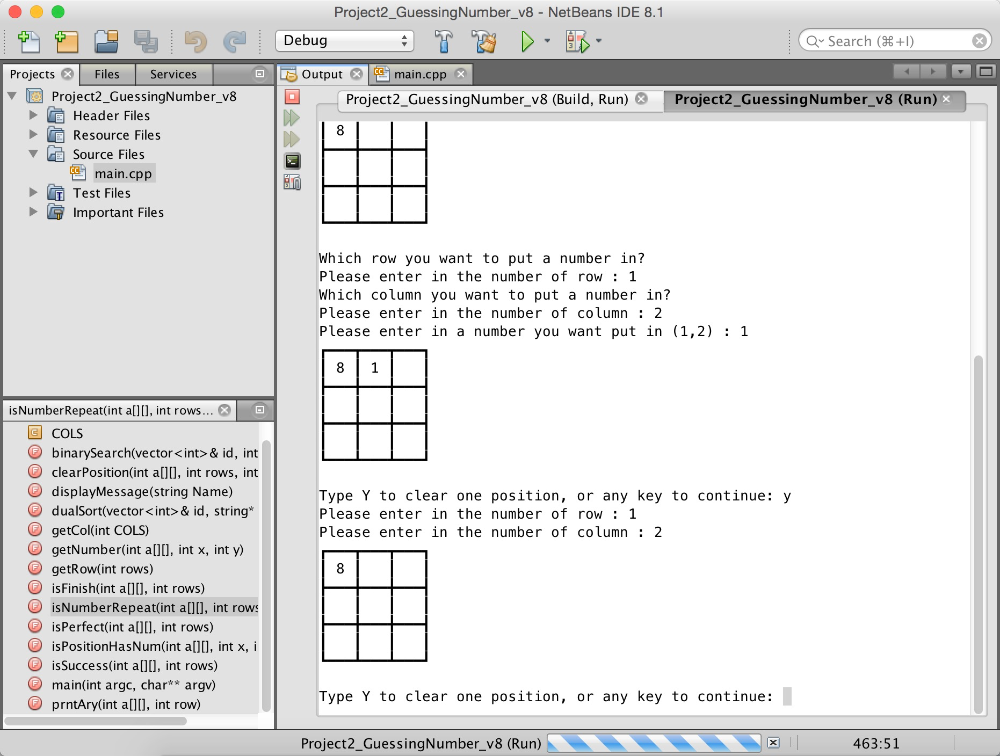 Project2_GuessingNumber_v8 - NetBeans IDE 8.1
Debug
Search (⌘+I)
Projects
Files
Services
Project2_GuessingNumber_v8
Header Files
Resource Files
Source Files
main.cpp
Test Files
Important Files
isNumberRepeat(int a[][], int rows...
COLS
binarySearch(vector<int>& id, int
clearPosition(int a[][], int rows, int
displayMessage(string Name)
dualSort(vector<int>& id, string*
getCol(int COLS)
getNumber(int a[][], int x, int y)
getRow(int rows)
isFinish(int a[][], int rows)
isNumberRepeat(int a[][], int rows
isPerfect(int a[][], int rows)
isPositionHasNum(int a[][], int x, i
isSuccess(int a[][], int rows)
main(int argc, char** argv)
prntAry(int a[][], int row)
Output
main.cpp
Project2_GuessingNumber_v8 (Build, Run)
Project2_GuessingNumber_v8 (Run)
8
Which row you want to put a number in?
Please enter in the number of row : 1
Which column you want to put a number in?
Please enter in the number of column : 2
Please enter in a number you want put in (1,2) : 1
8 1
Type Y to clear one position, or any key to continue: y
Please enter in the number of row : 1
Please enter in the number of column : 2
8
Type Y to clear one position, or any key to continue:
Project2_GuessingNumber_v8 (Run)
463:51